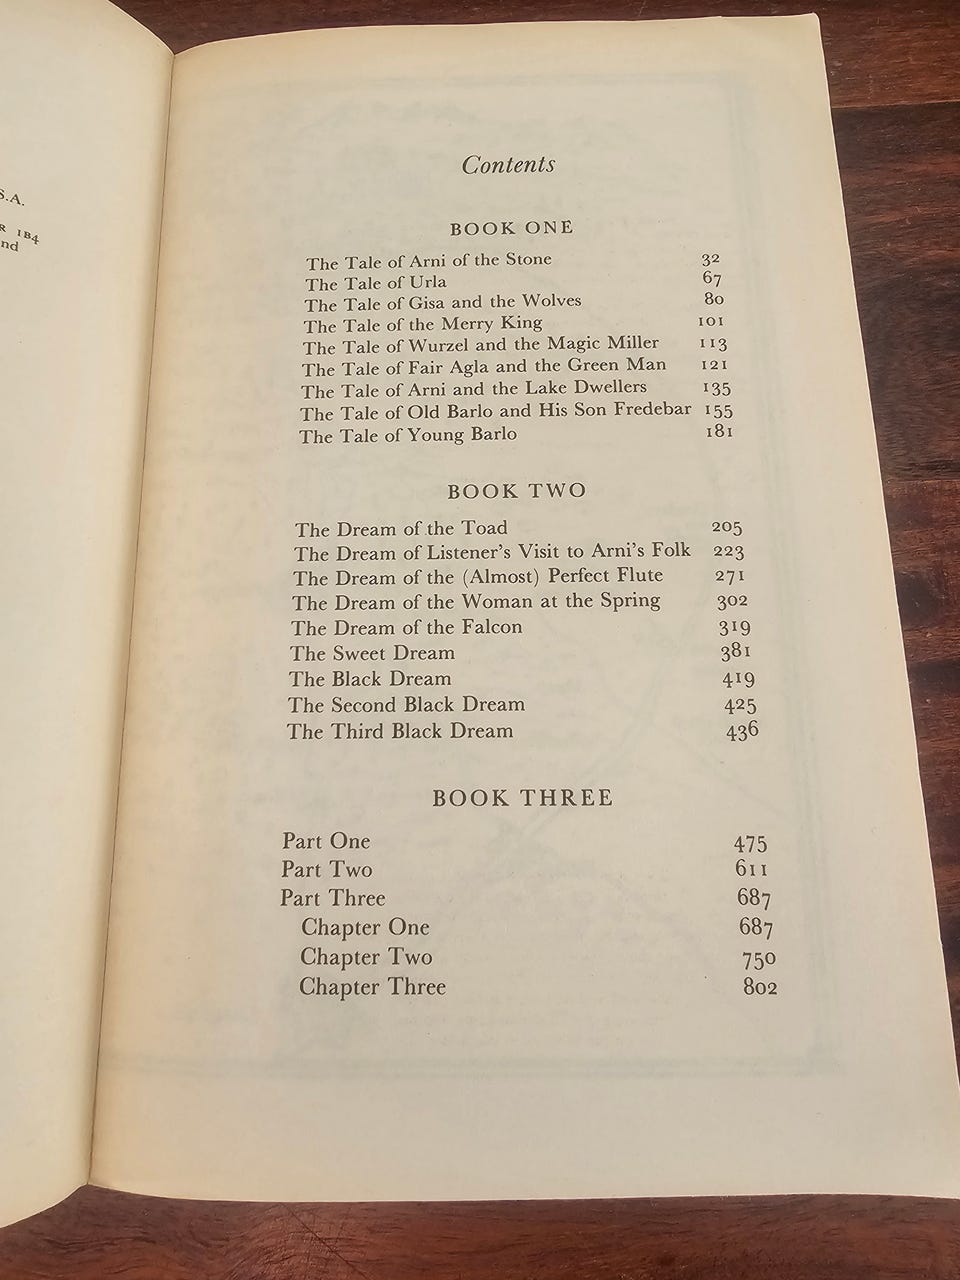 S.A.
R 1B4
nd
Contents
BOOK ONE
The Tale of Arni of the Stone 32
The Tale of Urla 67
The Tale of Gisa and the Wolves 80
The Tale of the Merry King 101
The Tale of Wurzel and the Magic Miller 113
The Tale of Fair Agla and the Green Man 121
The Tale of Arni and the Lake Dwellers 135
The Tale of Old Barlo and His Son Fredebar 155
The Tale of Young Barlo 181
BOOK TWO
The Dream of the Toad 205
The Dream of Listener's Visit to Arni's Folk 223
The Dream of the (Almost) Perfect Flute 271
The Dream of the Woman at the Spring 302
The Dream of the Falcon 319
The Sweet Dream 381
The Black Dream 419
The Second Black Dream 425
The Third Black Dream 436
BOOK THREE
Part One 475
Part Two 611
Part Three 687
Chapter One 687
Chapter Two 750
Chapter Three 802